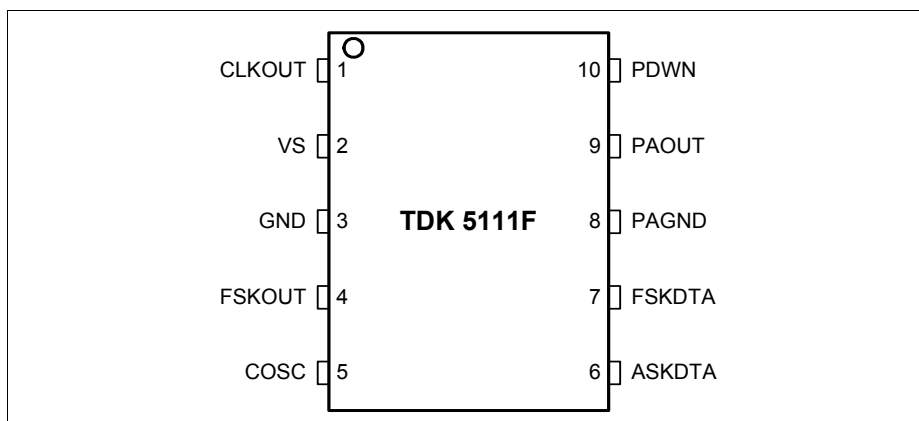 CLKOUT 1 10 PDWN
VS 2 9 PAOUT
GND 3 TDK 5111F 8 PAGND
FSKOUT 4 7 FSKDTA
COSC 5 6 ASKDTA